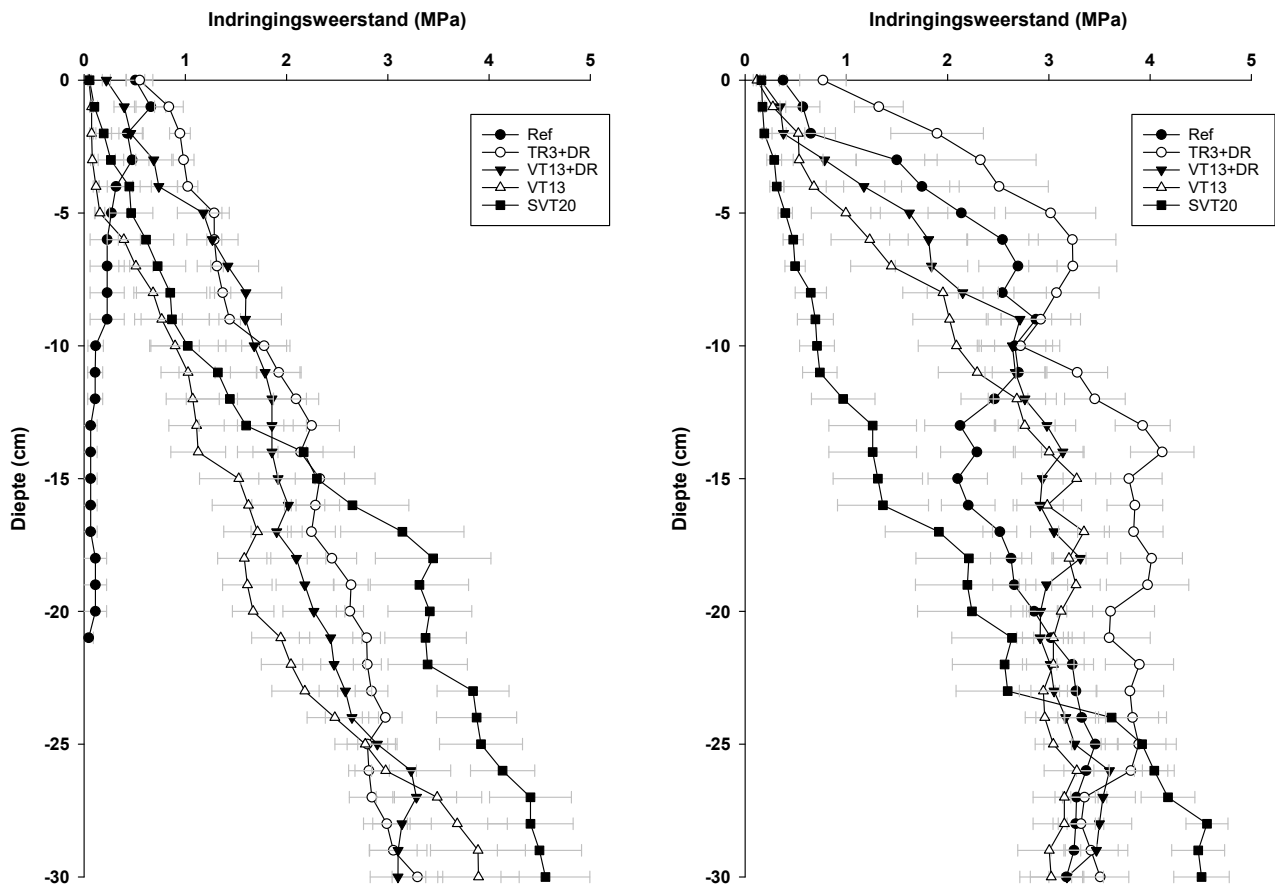 Indringingsweerstand (MPa)
0 1 2 3 4 5
0
-5
-10
-15
-20
-25
-30
Diepte (cm)
Ref
TR3+DR
VT13+DR
VT13
SVT20
Indringingsweerstand (MPa)
0 1 2 3 4 5
0
-5
-10
-15
-20
-25
-30
Diepte (cm)
Ref
TR3+DR
VT13+DR
VT13
SVT20